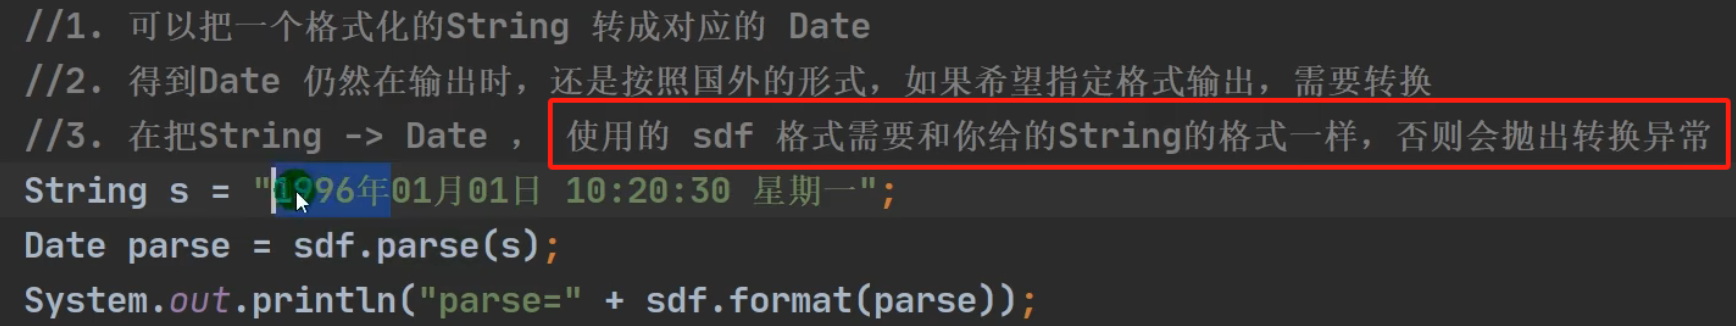 //1. 可以把一个格式化的String 转成对应的 Date
//2. 得到Date 仍然在输出时，还是按照国外的形式，如果希望指定格式输出，需要转换
//3. 在把String -> Date ， 使用的 sdf 格式需要和你给的String的格式一样，否则会抛出转换异常
String s = "1996年01月01日 10:20:30 星期一";
Date parse = sdf.parse(s);
System.out.println("parse=" + sdf.format(parse));